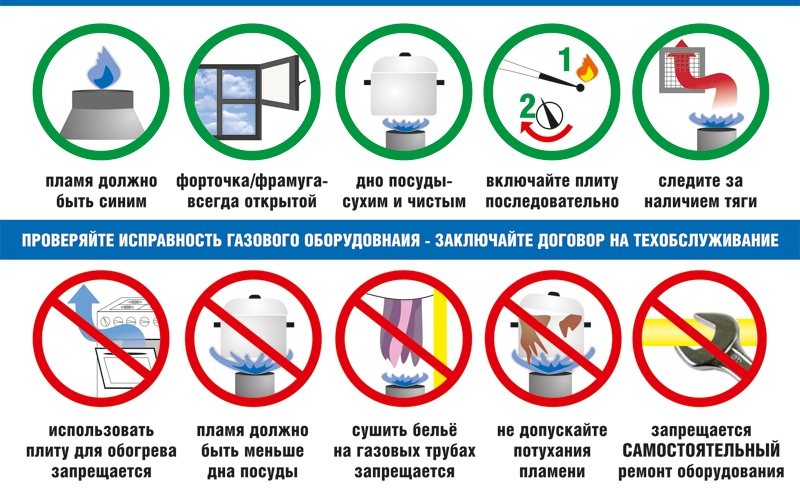 1
2
пламя должно
быть синим
форточка/фрамуга-
всегда открытой
дно посуды-
сухим и чистым
включайте плиту
последовательно
следите за
наличием тяги
ПРОВЕРЯЙТЕ ИСПРАВНОСТЬ ГАЗОВОГО ОБОРУДОВНАИЯ - ЗАКЛЮЧАЙТЕ ДОГОВОР НА ТЕХОБСЛУЖИВАНИЕ
использовать
плиту для обогрева
запрещается
пламя должно
быть меньше
дна посуды
сушить бельё
на газовых трубах
запрещается
не допускайте
потухания
пламени
запрещается
САМОСТОЯТЕЛЬНЫЙ
ремонт оборудования